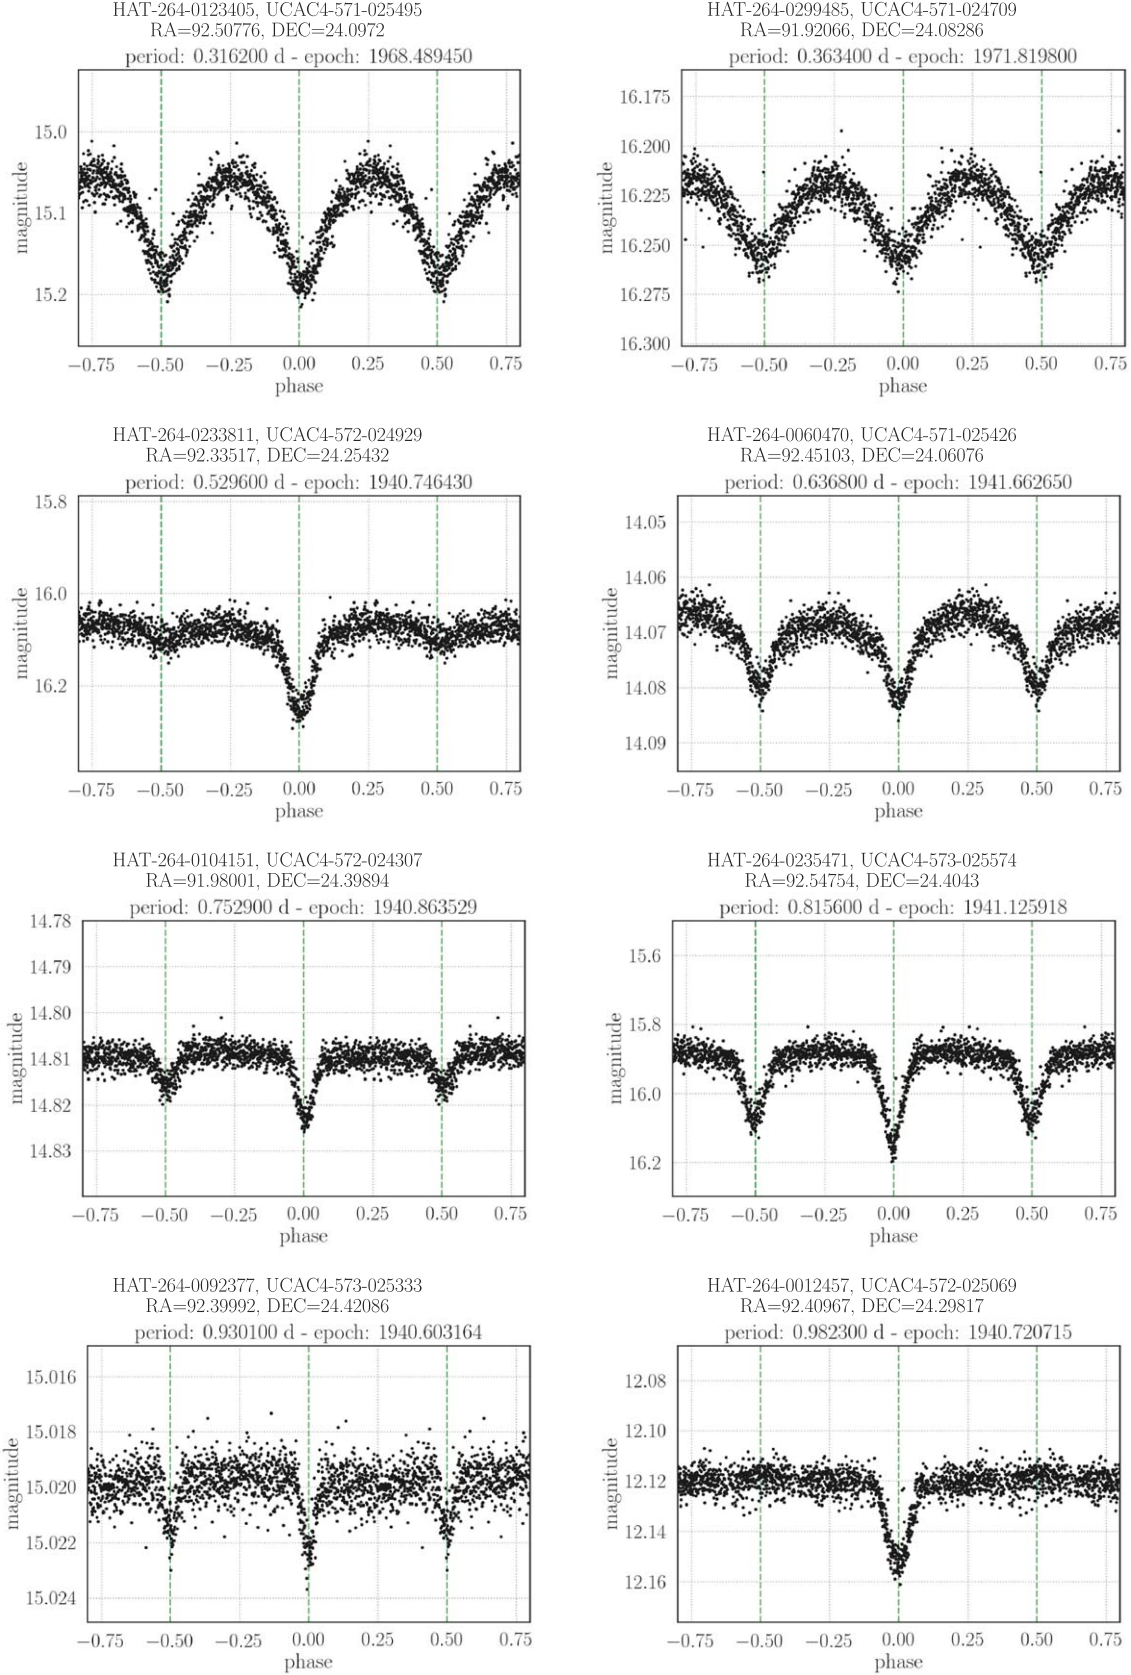 HAT-264-0123405, UCAC4-571-025495
RA=92.50776, DEC=24.0972
period: 0.316200 d - epoch: 1968.489450
15.0
15.1
15.2
magnitude
−0.75 −0.50 −0.25 0.00 0.25 0.50 0.75
phase
HAT-264-0299485, UCAC4-571-024709
RA=91.92066, DEC=24.08286
period: 0.363400 d - epoch: 1971.819800
16.175
16.200
16.225
16.250
16.275
16.300
magnitude
−0.75 −0.50 −0.25 0.00 0.25 0.50 0.75
phase
HAT-264-0233811, UCAC4-572-024929
RA=92.33517, DEC=24.25432
period: 0.529600 d - epoch: 1940.746430
15.8
16.0
16.2
magnitude
−0.75 −0.50 −0.25 0.00 0.25 0.50 0.75
phase
HAT-264-0060470, UCAC4-571-025426
RA=92.45103, DEC=24.06076
period: 0.636800 d - epoch: 1941.662650
14.05
14.06
14.07
14.08
14.09
magnitude
−0.75 −0.50 −0.25 0.00 0.25 0.50 0.75
phase
HAT-264-0104151, UCAC4-572-024307
RA=91.98001, DEC=24.39894
period: 0.752900 d - epoch: 1940.863529
14.78
14.79
14.80
14.81
14.82
14.83
magnitude
−0.75 −0.50 −0.25 0.00 0.25 0.50 0.75
phase
HAT-264-0235471, UCAC4-573-025574
RA=92.54754, DEC=24.4043
period: 0.815600 d - epoch: 1941.125918
15.6
15.8
16.0
16.2
magnitude
−0.75 −0.50 −0.25 0.00 0.25 0.50 0.75
phase
HAT-264-0092377, UCAC4-573-025333
RA=92.39992, DEC=24.42086
period: 0.930100 d - epoch: 1940.603164
15.016
15.018
15.020
15.022
15.024
magnitude
−0.75 −0.50 −0.25 0.00 0.25 0.50 0.75
phase
HAT-264-0012457, UCAC4-572-025069
RA=92.40967, DEC=24.29817
period: 0.982300 d - epoch: 1940.720715
12.08
12.10
12.12
12.14
12.16
magnitude
−0.75 −0.50 −0.25 0.00 0.25 0.50 0.75
phase